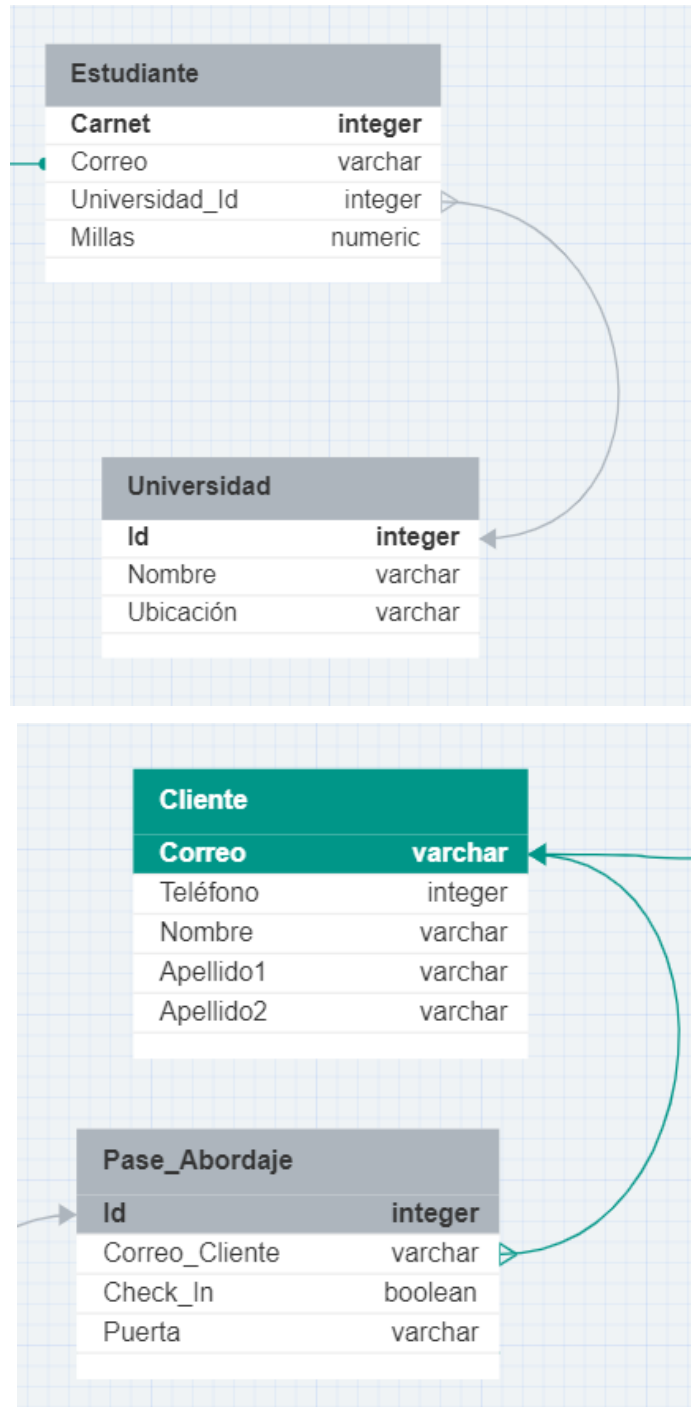 Estudiante
Carnet integer
Correo varchar
Universidad_Id integer
Millas numeric
Universidad
Id integer
Nombre varchar
Ubicación varchar
Cliente
Correo varchar
Teléfono integer
Nombre varchar
Apellido1 varchar
Apellido2 varchar
Pase_Abordaje
Id integer
Correo_Cliente varchar
Check_In boolean
Puerta varchar